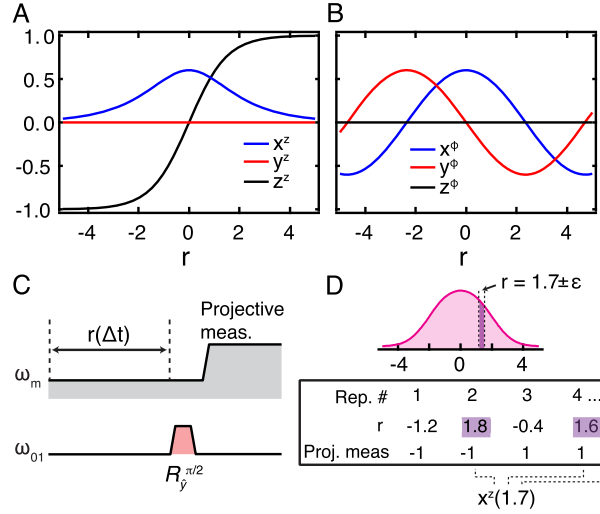 A
1.0
0.5
0.0
-0.5
-1.0
x^z
y^z
z^z
-4 -2 0 2 4
r
B
x^ϕ
y^ϕ
z^ϕ
-4 -2 0 2 4
r
C
Projective
meas.
r(Δt)
ω_m
ω_01
R_ŷ^π/2
D
r = 1.7±ε
-4 0 4
Rep. # 1 2 3 4 ...
r -1.2 1.8 -0.4 1.6
Proj. meas -1 -1 1 1
x^z(1.7)